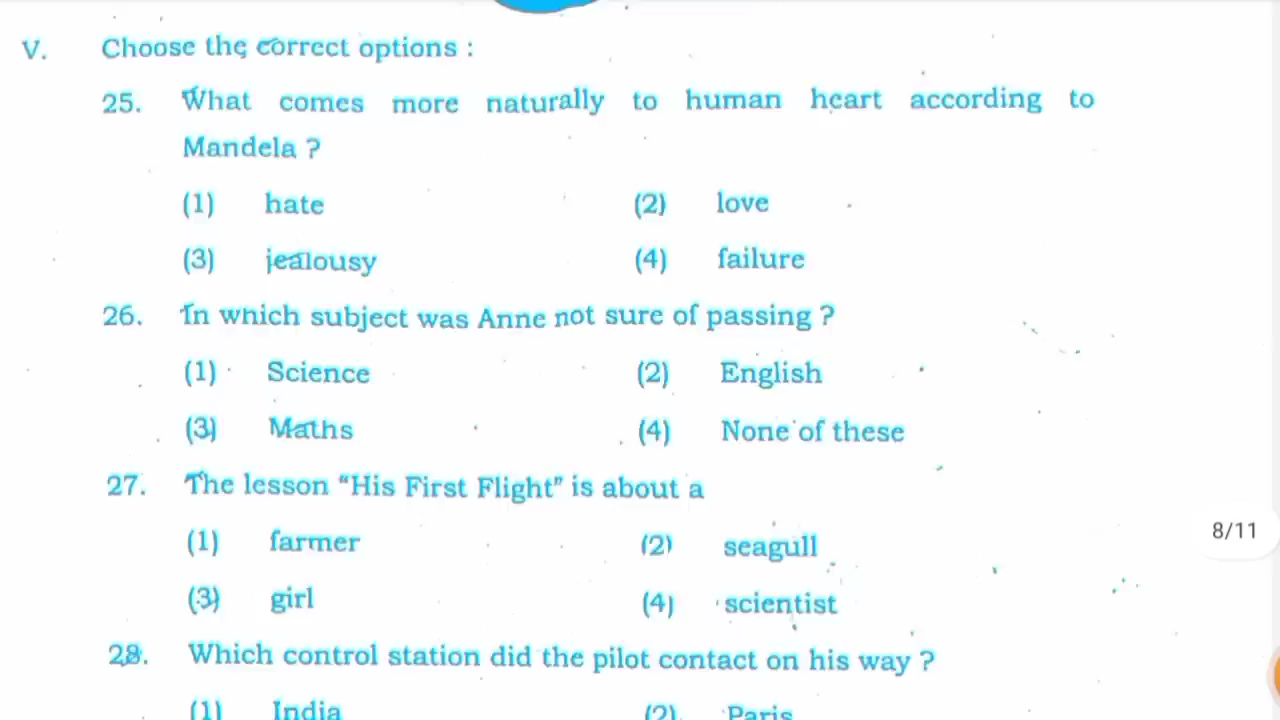 V. Choose the correct options :
25. What comes more naturally to human heart according to
Mandela ?
(1) hate (2) love
(3) jealousy (4) failure
26. In which subject was Anne not sure of passing ?
(1) Science (2) English
(3) Maths (4) None of these
27. The lesson “His First Flight” is about a
(1) farmer (2) seagull
(3) girl (4) scientist
8/11
28. Which control station did the pilot contact on his way ?
(1) India (2) Paris